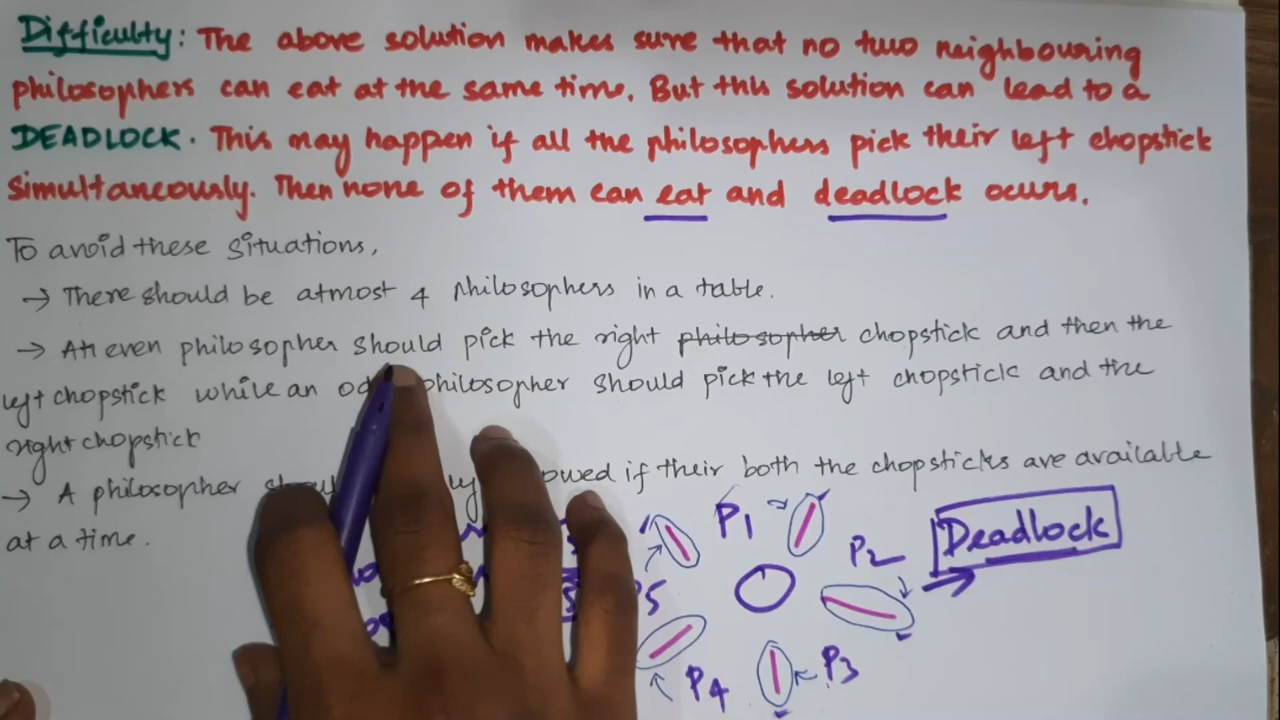 Difficulty: The above solution makes sure that no two neighbouring
philosophers can eat at the same time. But this solution can lead to a
DEADLOCK. This may happen if all the philosophers pick their left chopstick
simultaneously. Then none of them can eat and deadlock ocurs.
To avoid these situations,
→ There should be atmost 4 philosophers in a table.
→ An even philosopher should pick the right philosopher chopstick and then the
left chopstick while an philosopher should pick the left chopstick and the
right chopstick
→ A philosopher if their both the chopsticks are available
at a time.
P1
P2
Deadlock
P3
P4